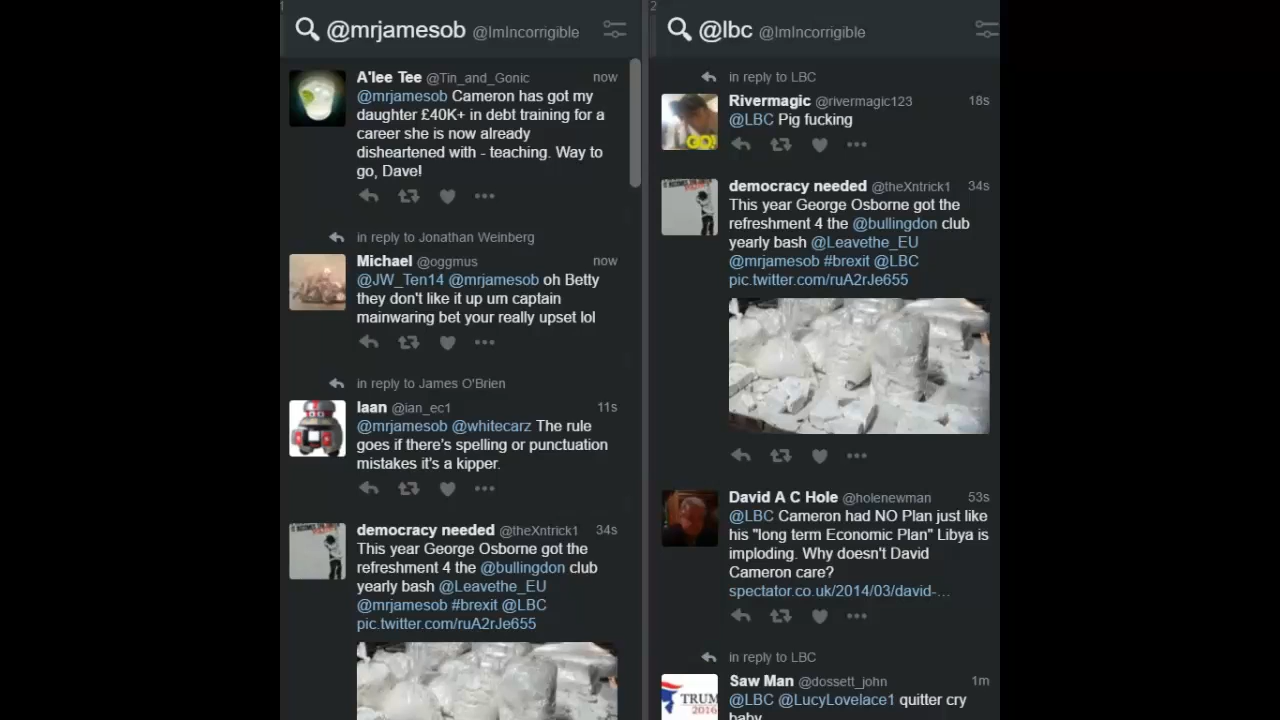 1
@mrjamesob @ImIncorrigible
A'lee Tee @Tin_and_Gonic now
@mrjamesob Cameron has got my
daughter £40K+ in debt training for a
career she is now already
disheartened with - teaching. Way to
go, Dave!
in reply to Jonathan Weinberg
Michael @oggmus now
@JW_Ten14 @mrjamesob oh Betty
they don't like it up um captain
mainwaring bet your really upset lol
in reply to James O'Brien
Iaan @ian_ec1 11s
@mrjamesob @whitecarz The rule
goes if there's spelling or punctuation
mistakes it's a kipper.
democracy needed @theXntrick1 34s
This year George Osborne got the
refreshment 4 the @bullingdon club
yearly bash @Leavethe_EU
@mrjamesob #brexit @LBC
pic.twitter.com/ruA2rJe655
2
@lbc @ImIncorrigible
in reply to LBC
Rivermagic @rivermagic123 18s
@LBC Pig fucking
GO!
democracy needed @theXntrick1 34s
This year George Osborne got the
refreshment 4 the @bullingdon club
yearly bash @Leavethe_EU
@mrjamesob #brexit @LBC
pic.twitter.com/ruA2rJe655
David A C Hole @holenewman 53s
@LBC Cameron had NO Plan just like
his "long term Economic Plan" Libya is
imploding. Why doesn't David
Cameron care?
spectator.co.uk/2014/03/david-...
in reply to LBC
Saw Man @dossett_john 1m
TRUMP
2016
@LBC @LucyLovelace1 quitter cry
baby